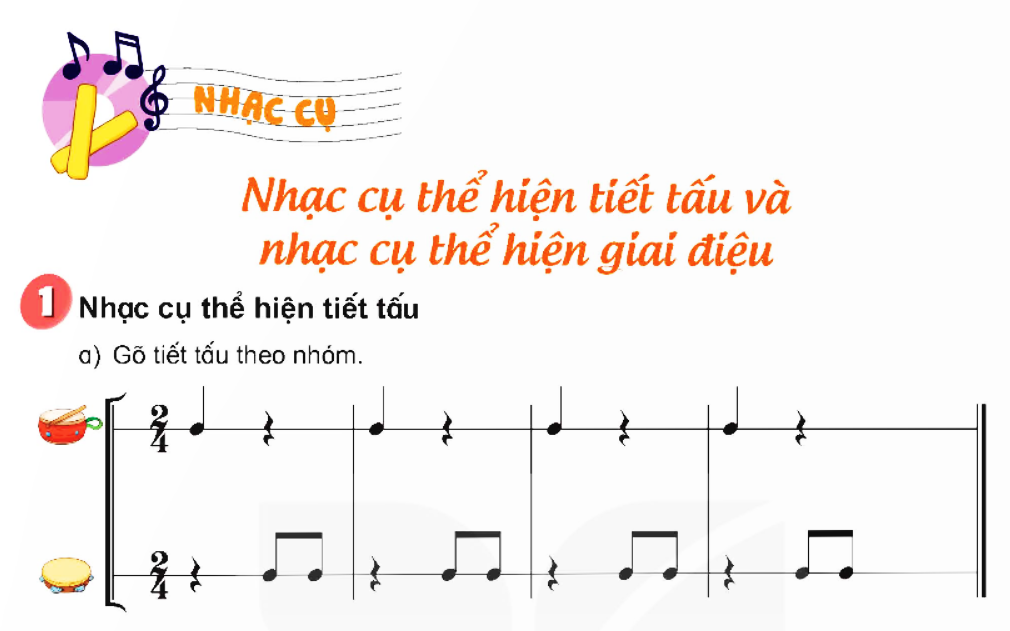 NHẠC CỤ
Nhạc cụ thể hiện tiết tấu và
nhạc cụ thể hiện giai điệu
1 Nhạc cụ thể hiện tiết tấu
a) Gõ tiết tấu theo nhóm.
2
4
2
4